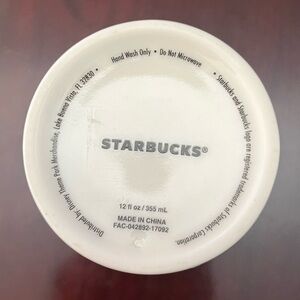 Hand Wash Only • Do Not Microwave •
Starbucks and Starbucks logo are registered trademarks of Starbucks Corporation
Distributed by Disney Theme Park Merchandise, Lake Buena Vista, FL 32830 •
STARBUCKS®
12 fl oz / 355 mL
MADE IN CHINA
FAC-042892-17092